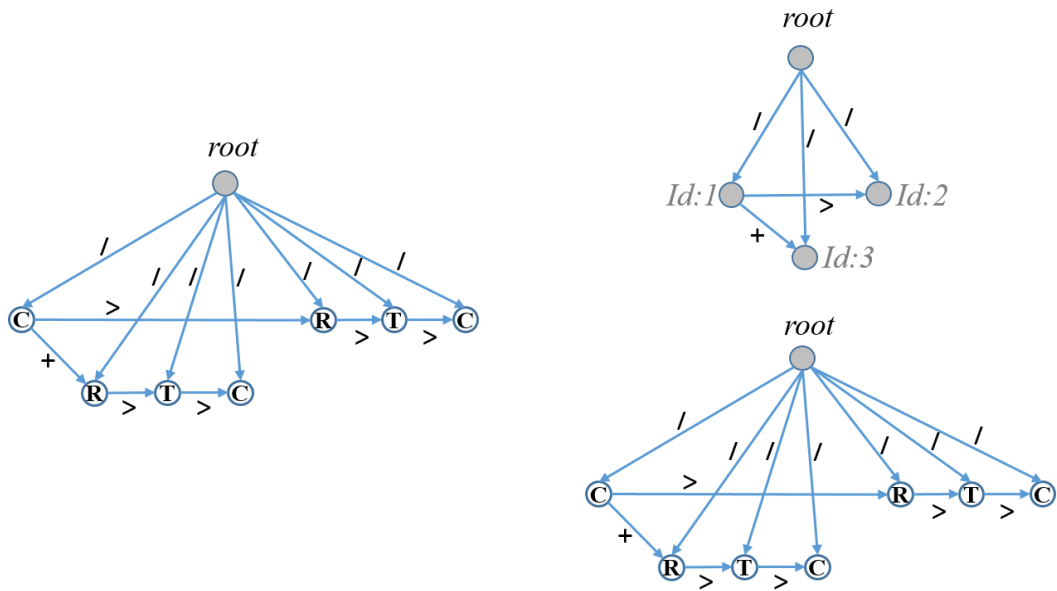 root
/ / / / / / /
C > R > T > C
+
R > T > C
root
/ / /
Id:1 > Id:2
+
Id:3
root
/ / / / / / /
C > R > T > C
+
R > T > C